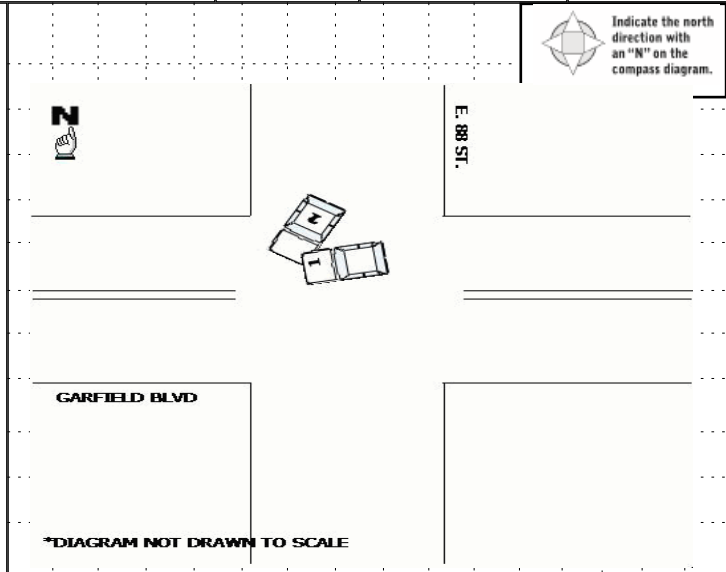 Indicate the north
direction with
an “N” on the
compass diagram.
N
E. 88 ST.
2
1
GARFIELD BLVD
*DIAGRAM NOT DRAWN TO SCALE